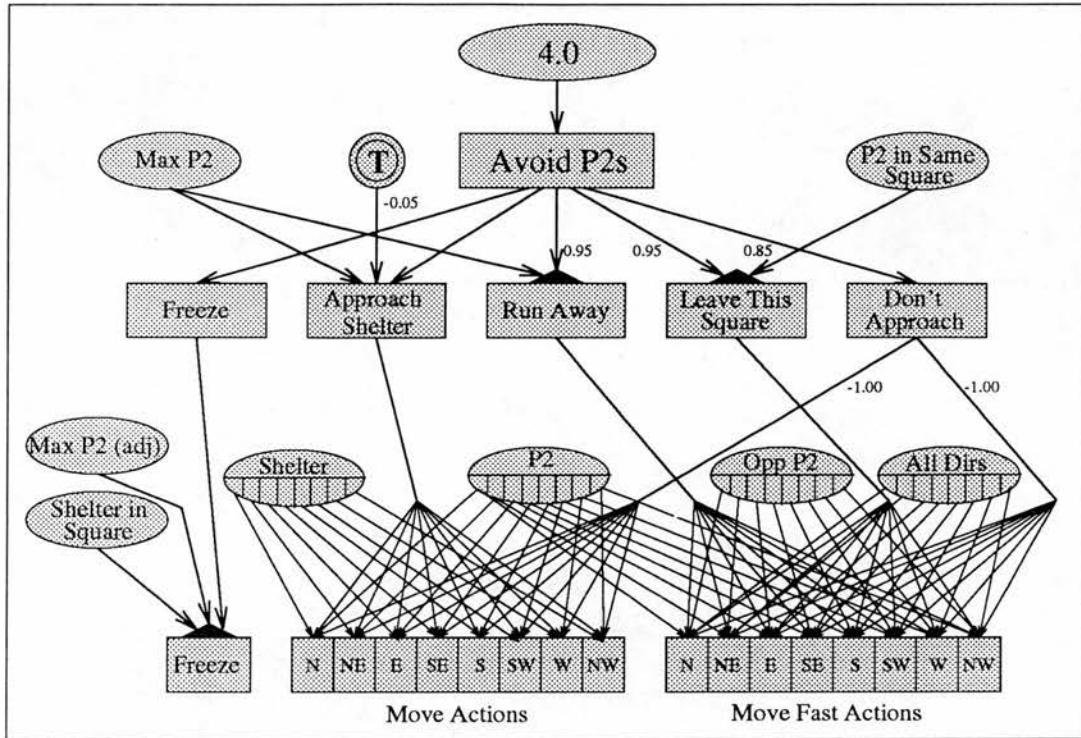 4.0
Max P2
T
Avoid P2s
P2 in Same
Square
-0.05
0.95
0.95
0.85
Freeze
Approach
Shelter
Run Away
Leave This
Square
Don't
Approach
-1.00
-1.00
Max P2 (adj)
Shelter
P2
Opp P2
All Dirs
Shelter in
Square
Freeze
N NE E SE S SW W NW
N NE E SE S SW W NW
Move Actions
Move Fast Actions